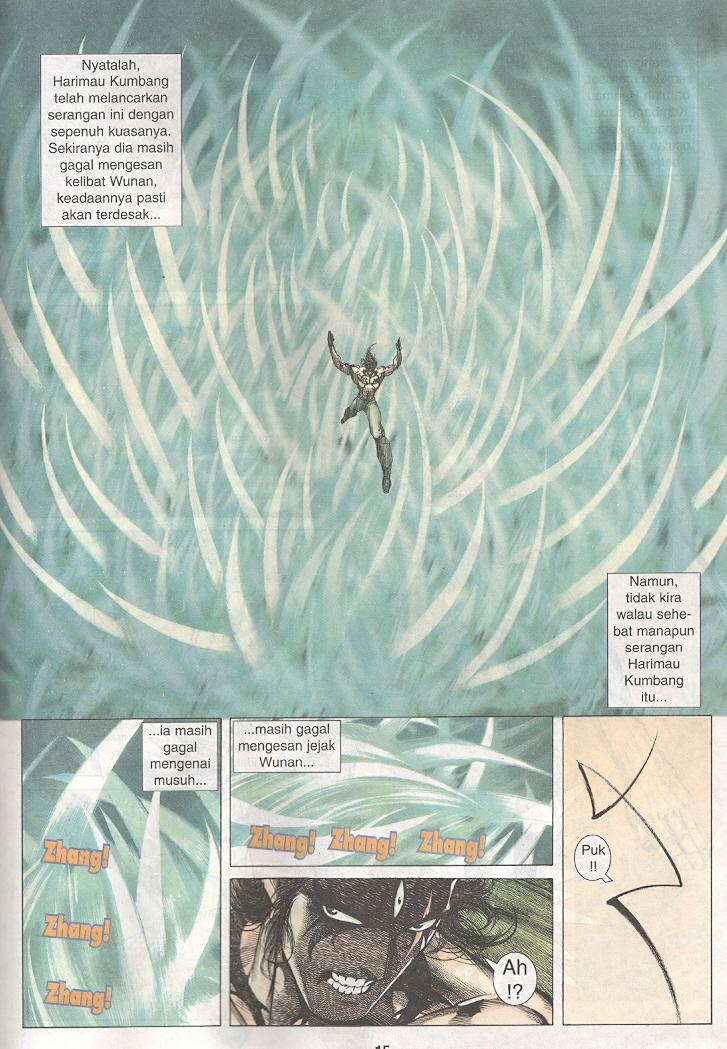 Nyatalah,
Harimau Kumbang
telah melancarkan
serangan ini dengan
sepenuh kuasanya.
Sekiranya dia masih
gagal mengesan
kelibat Wunan,
keadaannya pasti
akan terdesak...
Namun,
tidak kira
walau sehe-
bat manapun
serangan
Harimau
Kumbang
itu...
...ia masih
gagal
mengenai
musuh...
Zhang!
Zhang!
Zhang!
...masih gagal
mengesan jejak
Wunan...
Zhang! Zhang! Zhang!
Ah
!?
Puk
!!
15